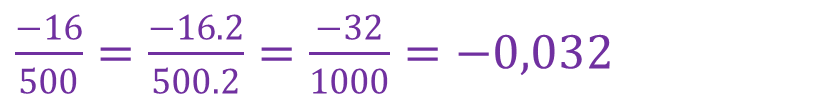 −16/500 = −16.2/500.2 = −32/1000 = −0,032